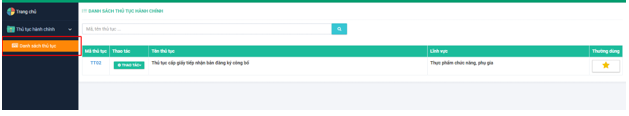 Trang chủ
DANH SÁCH THỦ TỤC HÀNH CHÍNH
Thủ tục hành chính
Mã, tên thủ tục ...
Danh sách thủ tục
Mã thủ tục Thao tác Tên thủ tục Lĩnh vực Thường dùng
TT02 THAO TÁC Thủ tục cấp giấy tiếp nhận bản đăng ký công bố Thực phẩm chức năng, phụ gia